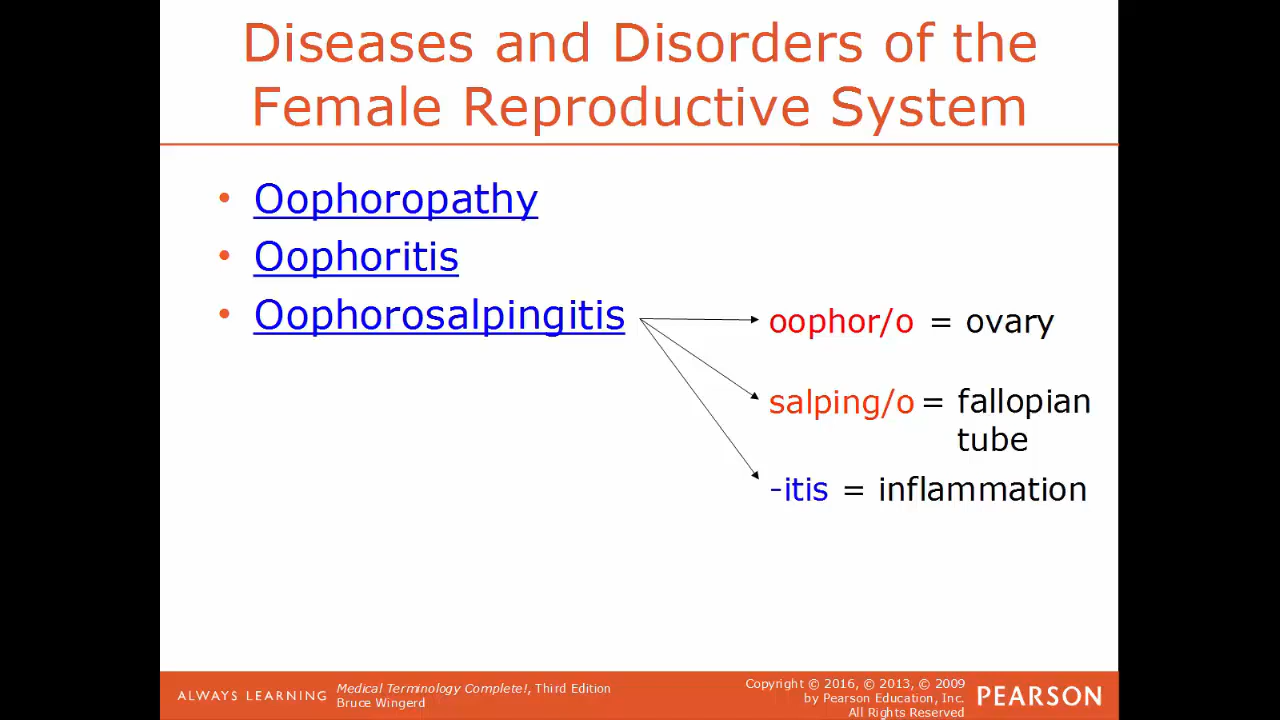 Diseases and Disorders of the
Female Reproductive System
• Oophoropathy
• Oophoritis
• Oophorosalpingitis
oophor/o = ovary
salping/o = fallopian
tube
-itis = inflammation
ALWAYS LEARNING
Medical Terminology Complete!, Third Edition
Bruce Wingerd
Copyright © 2016, © 2013, © 2009
by Pearson Education, Inc.
All Rights Reserved
PEARSON